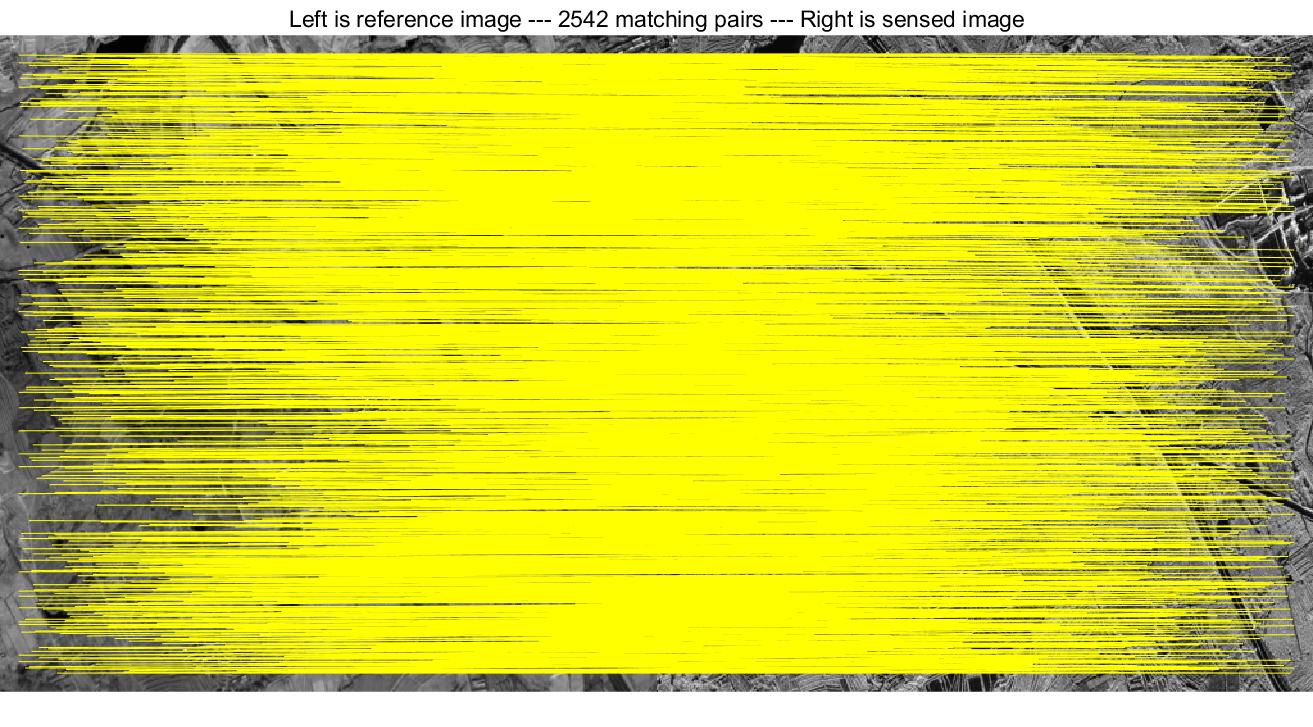 Left is reference image --- 2542 matching pairs --- Right is sensed image